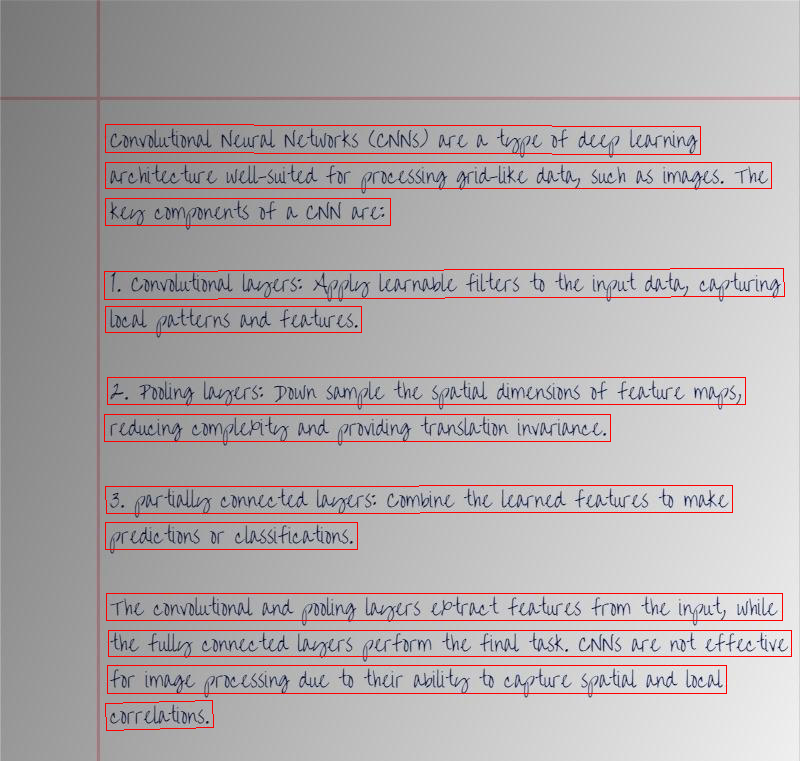 Convolutional Neural Networks (CNNs) are a type of deep learning
architecture well-suited for processing grid-like data, such as images. The
key components of a CNN are:
1. Convolutional layers: Apply learnable filters to the input data, capturing
local patterns and features.
2. Pooling layers: Down sample the spatial dimensions of feature maps,
reducing complexity and providing translation invariance.
3. partially connected layers: Combine the learned features to make
predictions or classifications.
The convolutional and pooling layers extract features from the input, while
the fully connected layers perform the final task. CNNs are not effective
for image processing due to their ability to capture spatial and local
correlations.